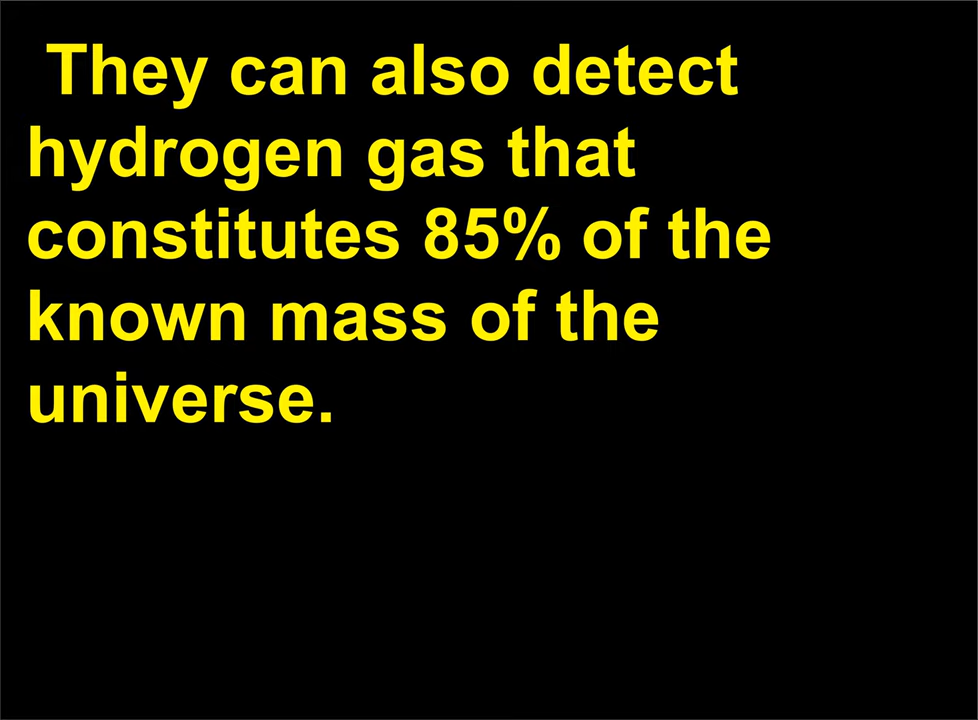 They can also detect
hydrogen gas that
constitutes 85% of the
known mass of the
universe.